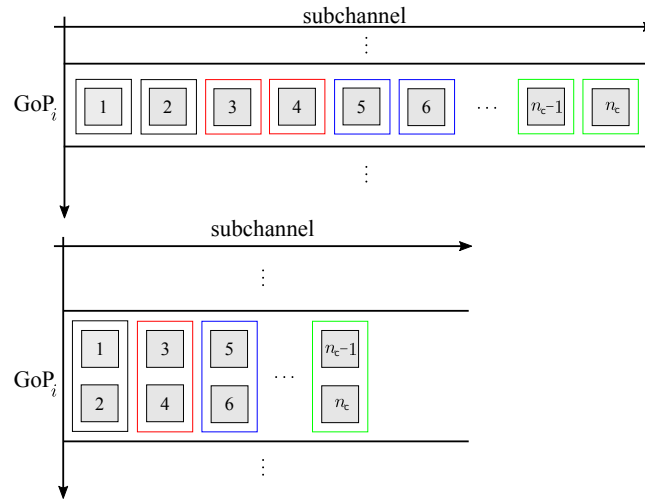 subchannel
⋮
GoP_i 1 2 3 4 5 6 ⋯ n_c−1 n_c
⋮
subchannel
⋮
1 3 5 n_c−1
GoP_i ⋯
2 4 6 n_c
⋮